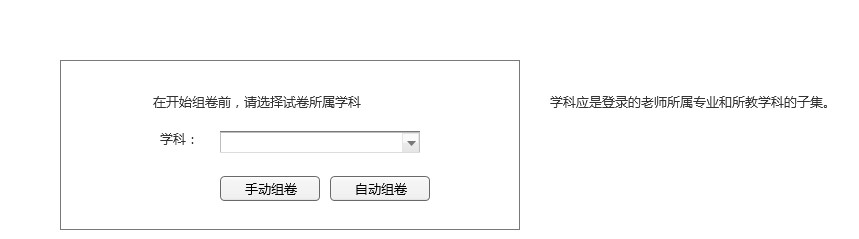 在开始组卷前，请选择试卷所属学科
学科应是登录的老师所属专业和所教学科的子集。
学科：
手动组卷 自动组卷